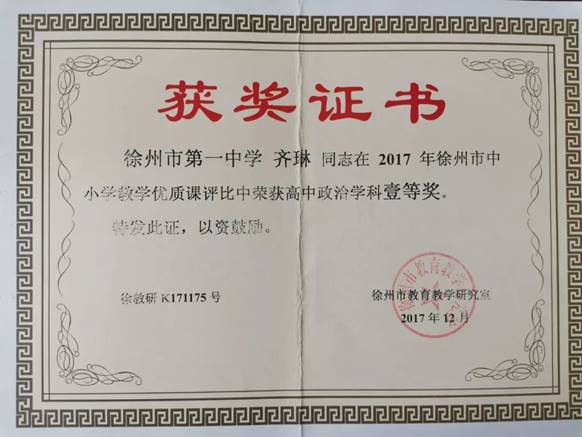 获奖证书
徐州市第一中学 齐琳 同志在 2017 年徐州市中
小学教学优质课评比中荣获高中政治学科壹等奖。
特发此证，以资鼓励。
徐教研 K171175 号
徐州市教育教学研究室
2017 年 12 月